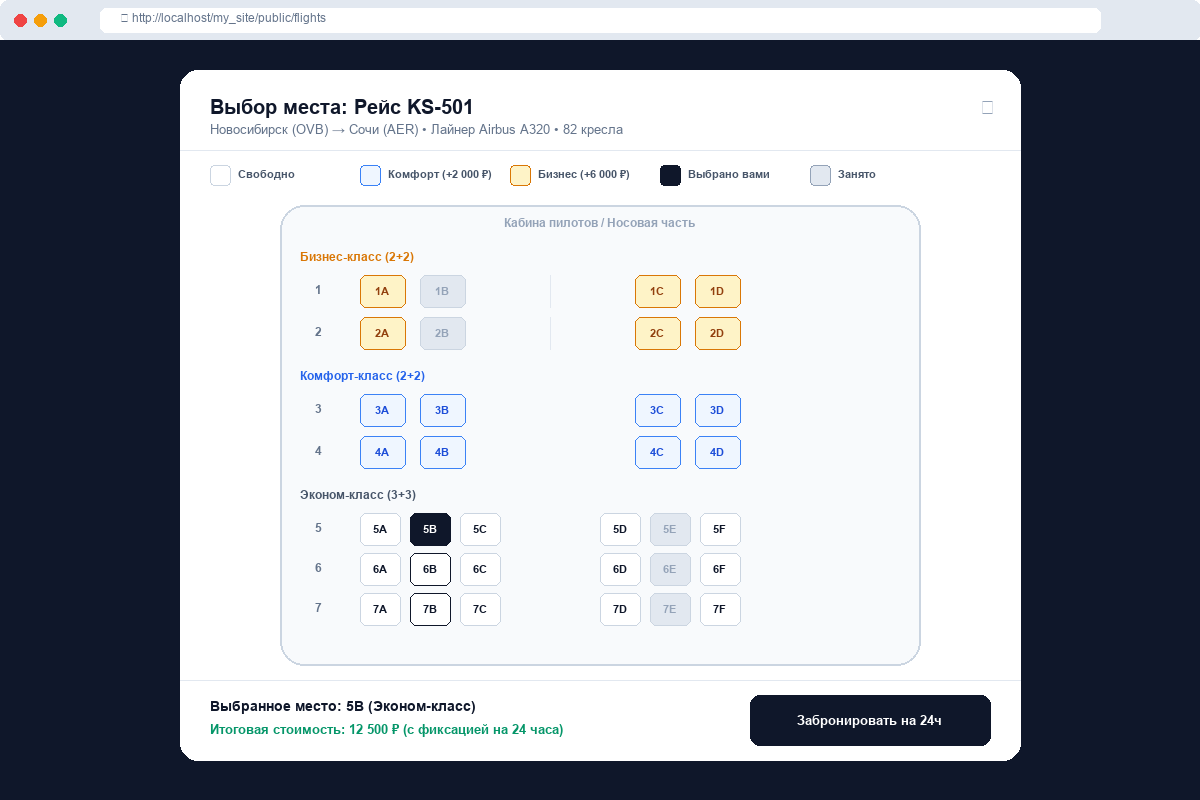 http://localhost/my_site/public/flights
Выбор места: Рейс KS-501
Новосибирск (OVB) → Сочи (AER) • Лайнер Airbus A320 • 82 кресла
Свободно Комфорт (+2 000 ₽) Бизнес (+6 000 ₽) Выбрано вами Занято
Кабина пилотов / Носовая часть
Бизнес-класс (2+2)
1 1A 1B 1C 1D
2 2A 2B 2C 2D
Комфорт-класс (2+2)
3 3A 3B 3C 3D
4 4A 4B 4C 4D
Эконом-класс (3+3)
5 5A 5B 5C 5D 5E 5F
6 6A 6B 6C 6D 6E 6F
7 7A 7B 7C 7D 7E 7F
Выбранное место: 5B (Эконом-класс)
Итоговая стоимость: 12 500 ₽ (с фиксацией на 24 часа)
Забронировать на 24ч